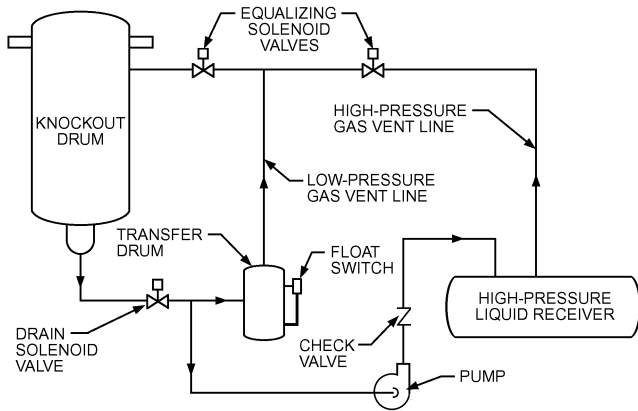 EQUALIZING
SOLENOID
VALVES
KNOCKOUT
DRUM
HIGH-PRESSURE
GAS VENT LINE
LOW-PRESSURE
GAS VENT LINE
TRANSFER
DRUM
FLOAT
SWITCH
HIGH-PRESSURE
LIQUID RECEIVER
DRAIN
SOLENOID
VALVE
CHECK
VALVE
PUMP